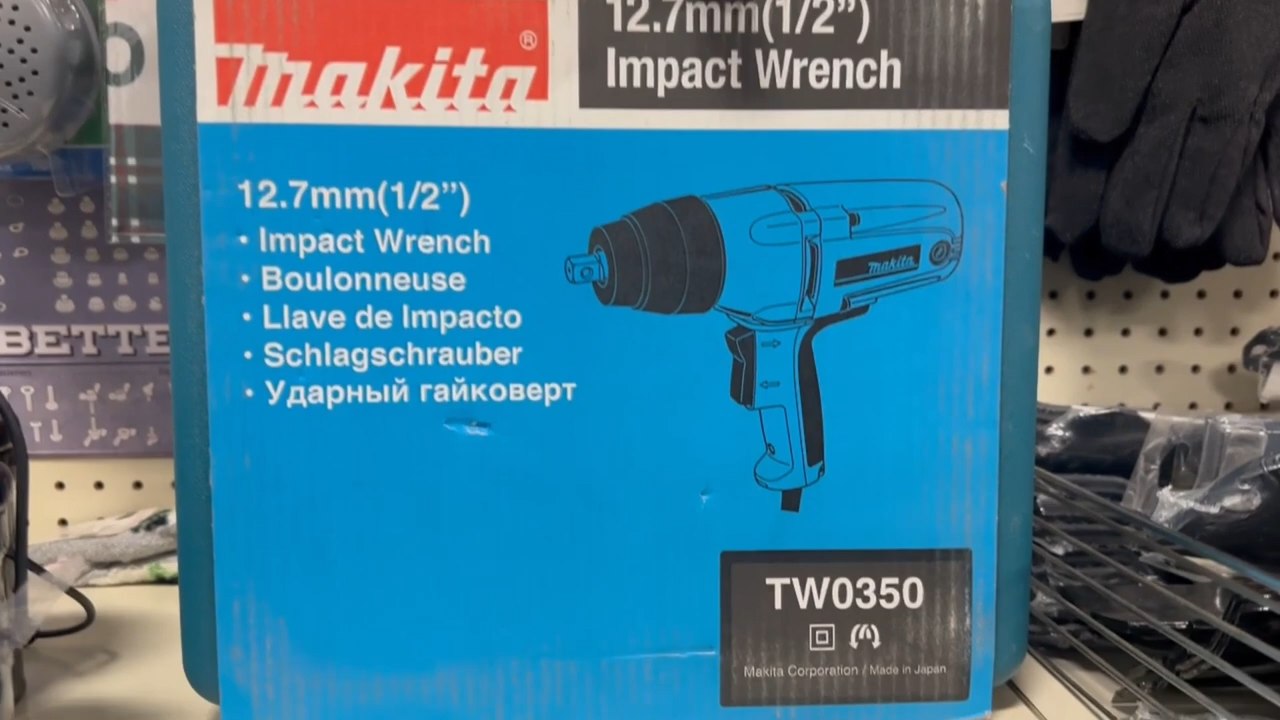 makita®
12.7mm(1/2”)
Impact Wrench
12.7mm(1/2”)
• Impact Wrench
• Boulonneuse
• Llave de Impacto
• Schlagschrauber
• Ударный гайковерт
makita
BETTE
TW0350
Makita Corporation / Made in Japan